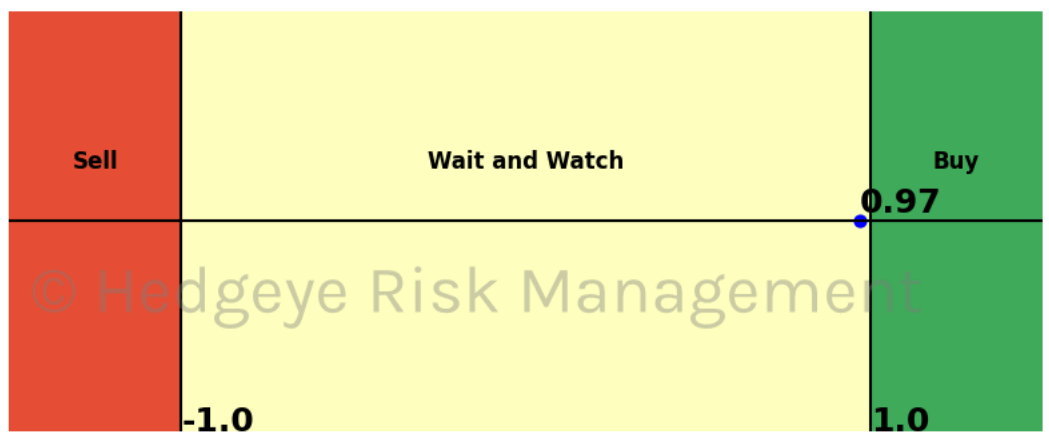 Sell
Wait and Watch
Buy
0.97
© Hedgeye Risk Management
-1.0
1.0